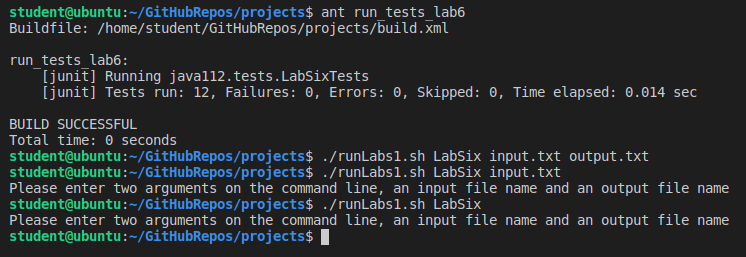 student@ubuntu:~/GitHubRepos/projects$ ant run_tests_lab6
Buildfile: /home/student/GitHubRepos/projects/build.xml

run_tests_lab6:
    [junit] Running java112.tests.LabSixTests
    [junit] Tests run: 12, Failures: 0, Errors: 0, Skipped: 0, Time elapsed: 0.014 sec

BUILD SUCCESSFUL
Total time: 0 seconds
student@ubuntu:~/GitHubRepos/projects$ ./runLabs1.sh LabSix input.txt output.txt
student@ubuntu:~/GitHubRepos/projects$ ./runLabs1.sh LabSix input.txt
Please enter two arguments on the command line, an input file name and an output file name
student@ubuntu:~/GitHubRepos/projects$ ./runLabs1.sh LabSix
Please enter two arguments on the command line, an input file name and an output file name
student@ubuntu:~/GitHubRepos/projects$